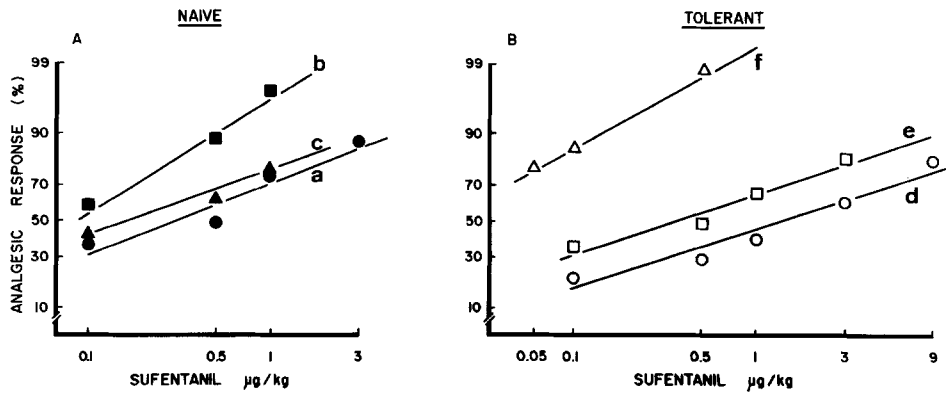 NAIVE
A
ANALGESIC RESPONSE (%)
99
90
70
50
30
10
b
c
a
0.1 0.5 1 3
SUFENTANIL µg/kg
TOLERANT
B
99
90
70
50
30
10
f
e
d
0.05 0.1 0.5 1 3 9
SUFENTANIL µg/kg